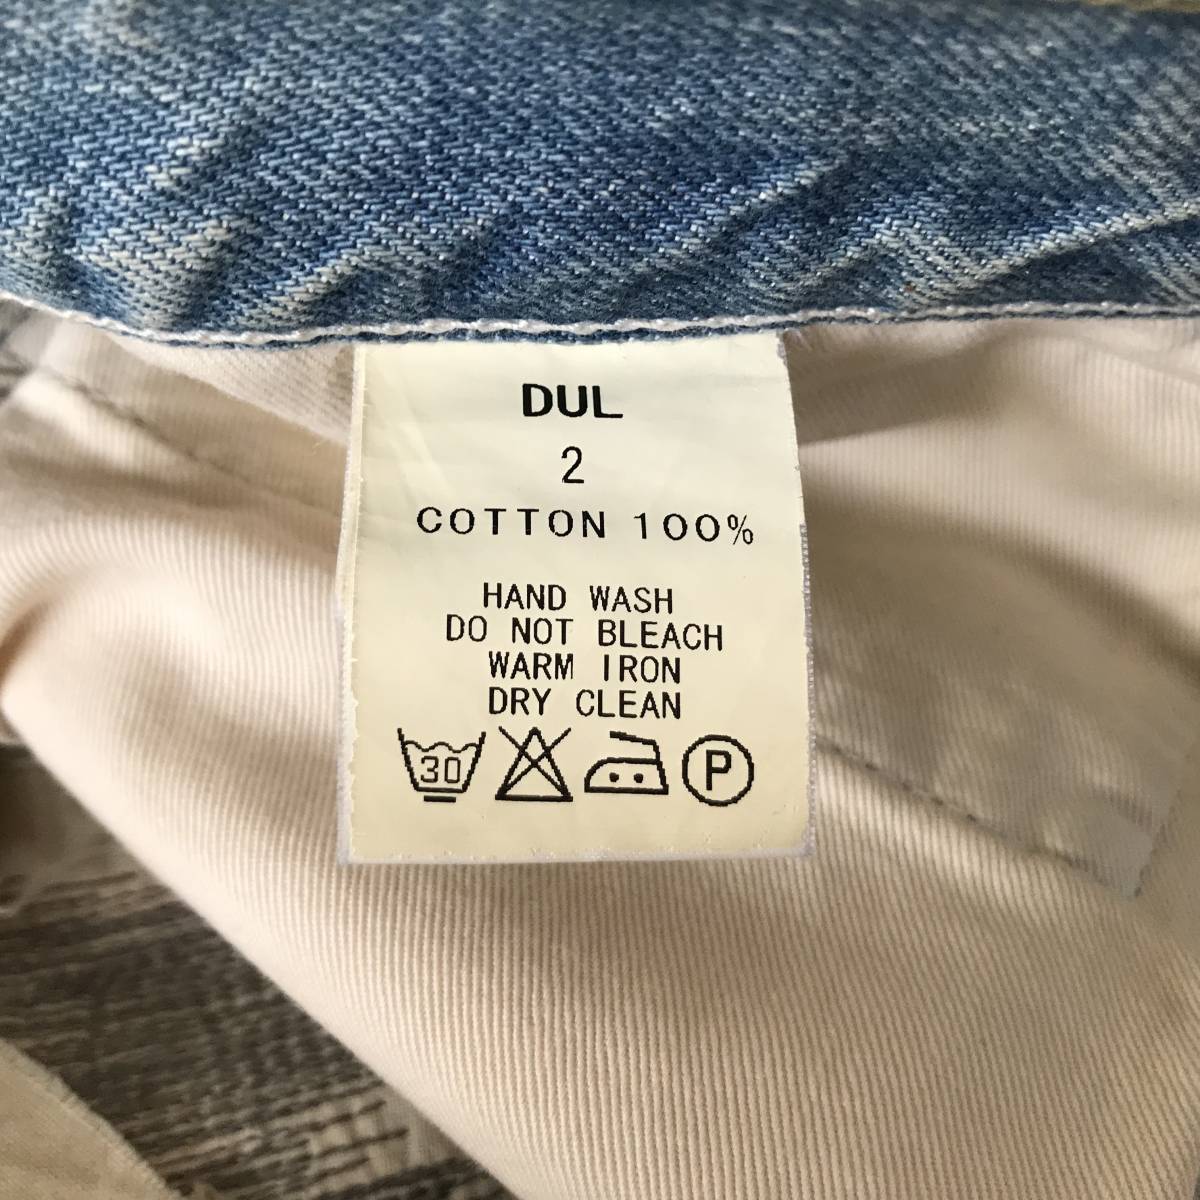 DUL
2
COTTON 100%
HAND WASH
DO NOT BLEACH
WARM IRON
DRY CLEAN
30 P